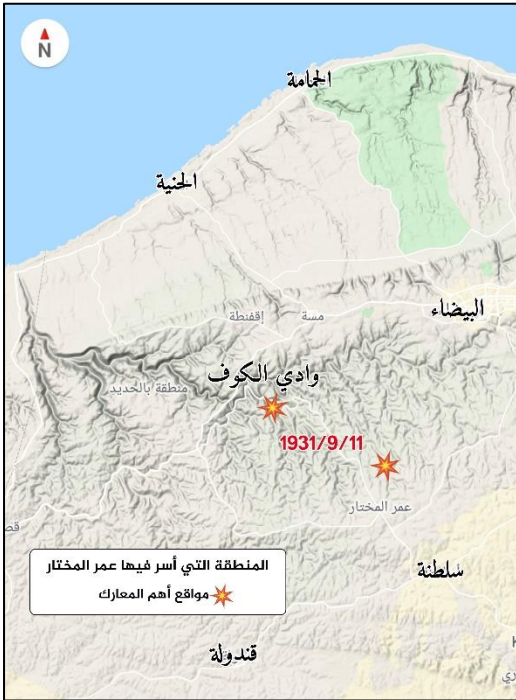 N
الحمامة
الحنية
البيضاء
مسة
إقفنطة
وادي الكوف
منطقة بالحديد
1931/9/11
عمر المختار
سلطنة
المنطقة التي أسر فيها عمر المختار
مواقع أهم المعارك
قندولة